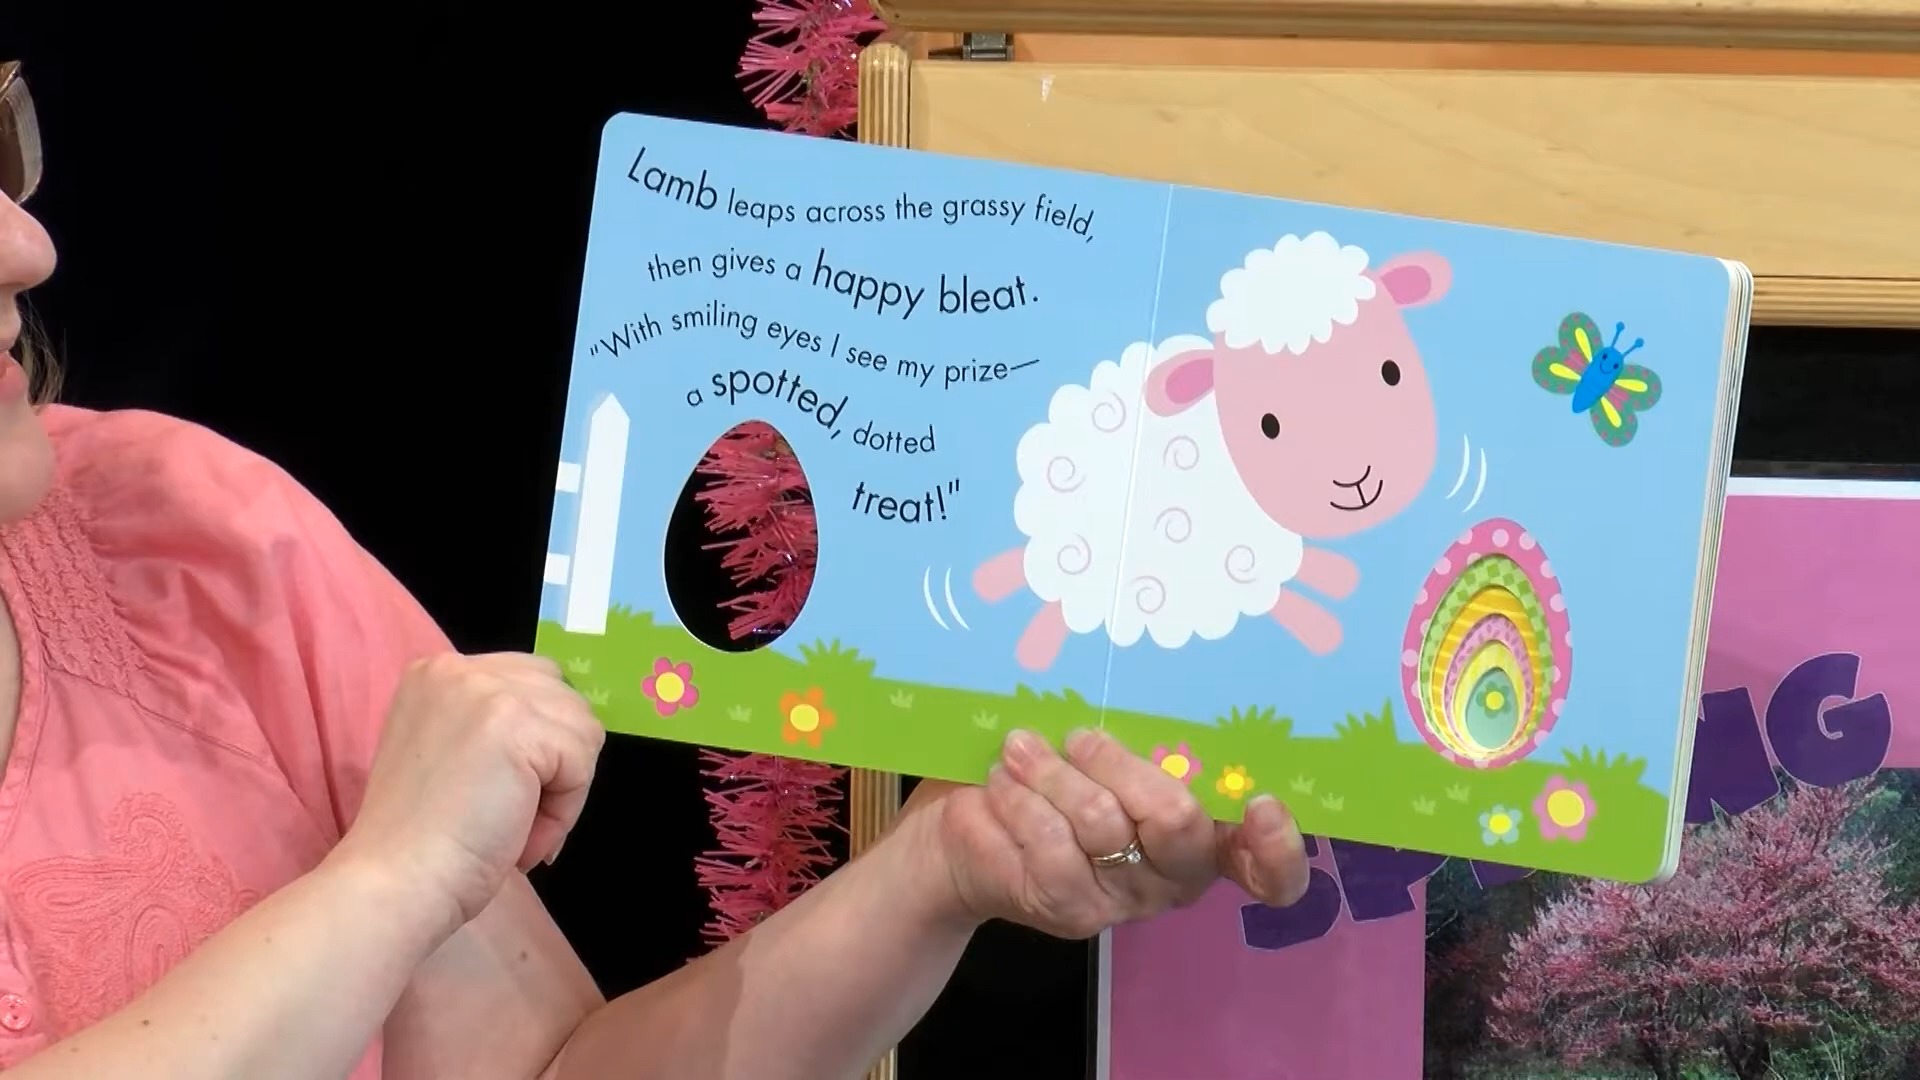 Lamb leaps across the grassy field,
then gives a happy bleat.
"With smiling eyes I see my prize—
a spotted, dotted
treat!"